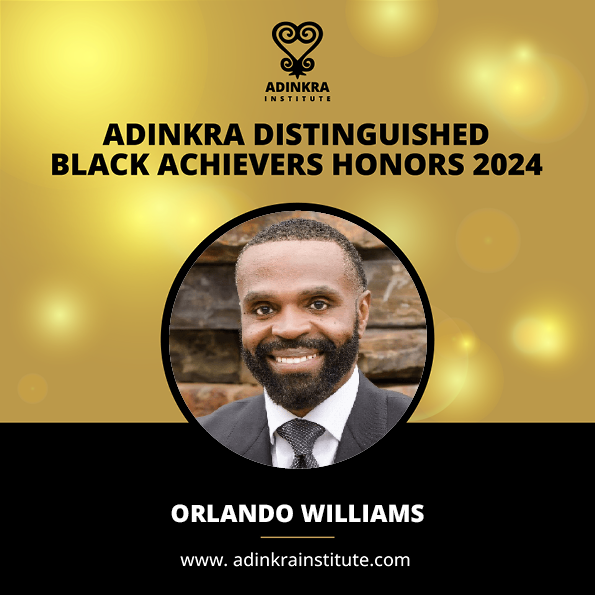 ADINKRA
INSTITUTE
ADINKRA DISTINGUISHED
BLACK ACHIEVERS HONORS 2024
ORLANDO WILLIAMS
www. adinkrainstitute.com